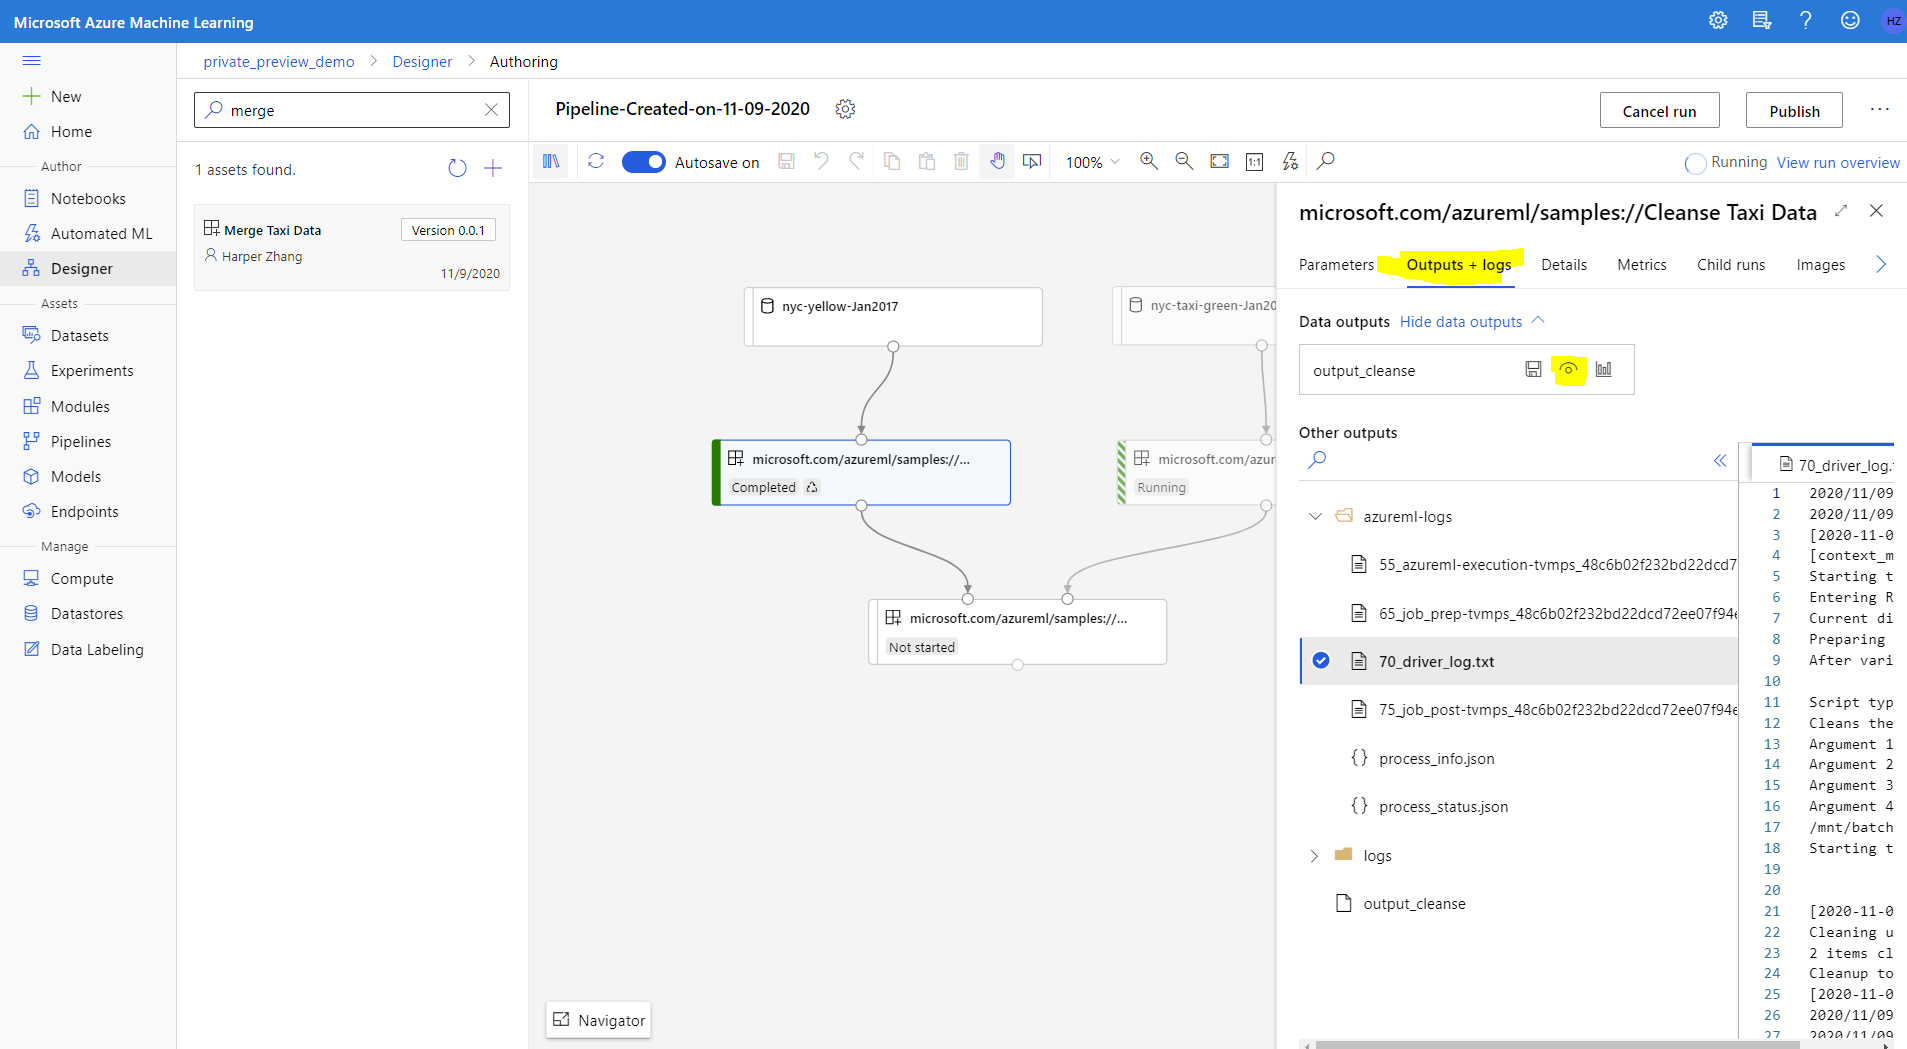 Microsoft Azure Machine Learning
HZ
private_preview_demo > Designer > Authoring
New
Home
Author
Notebooks
Automated ML
Designer
Assets
Datasets
Experiments
Modules
Pipelines
Models
Endpoints
Manage
Compute
Datastores
Data Labeling
merge
1 assets found.
Merge Taxi Data
Version 0.0.1
Harper Zhang
11/9/2020
Pipeline-Created-on-11-09-2020
Cancel run
Publish
...
Autosave on
100%
1:1
Running
View run overview
nyc-yellow-Jan2017
nyc-taxi-green-Jan20
microsoft.com/azureml/samples://...
Completed
microsoft.com/azur
Running
microsoft.com/azureml/samples://...
Not started
Navigator
microsoft.com/azureml/samples://Cleanse Taxi Data
Parameters
Outputs + logs
Details
Metrics
Child runs
Images
Data outputs
Hide data outputs
output_cleanse
Other outputs
azureml-logs
55_azureml-execution-tvmps_48c6b02f232bd22dcd7
65_job_prep-tvmps_48c6b02f232bd22dcd72ee07f94e
70_driver_log.txt
75_job_post-tvmps_48c6b02f232bd22dcd72ee07f94e
{} process_info.json
{} process_status.json
logs
output_cleanse
70_driver_log.
1 2020/11/09
2 2020/11/09
3 [2020-11-0
4 [context_m
5 Starting t
6 Entering R
7 Current di
8 Preparing
9 After vari
10
11 Script typ
12 Cleans the
13 Argument 1
14 Argument 2
15 Argument 3
16 Argument 4
17 /mnt/batch
18 Starting t
19
20
21 [2020-11-0
22 Cleaning u
23 2 items cl
24 Cleanup to
25 [2020-11-0
26 2020/11/09
27 2020/11/09